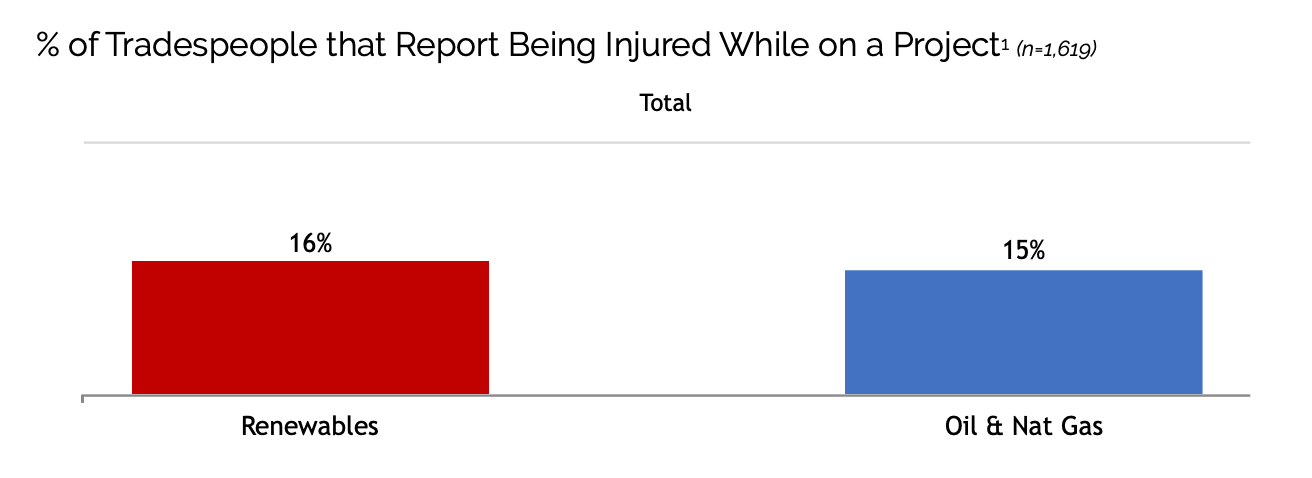 % of Tradespeople that Report Being Injured While on a Project¹ (n=1,619)
Total
16%
15%
Renewables
Oil & Nat Gas